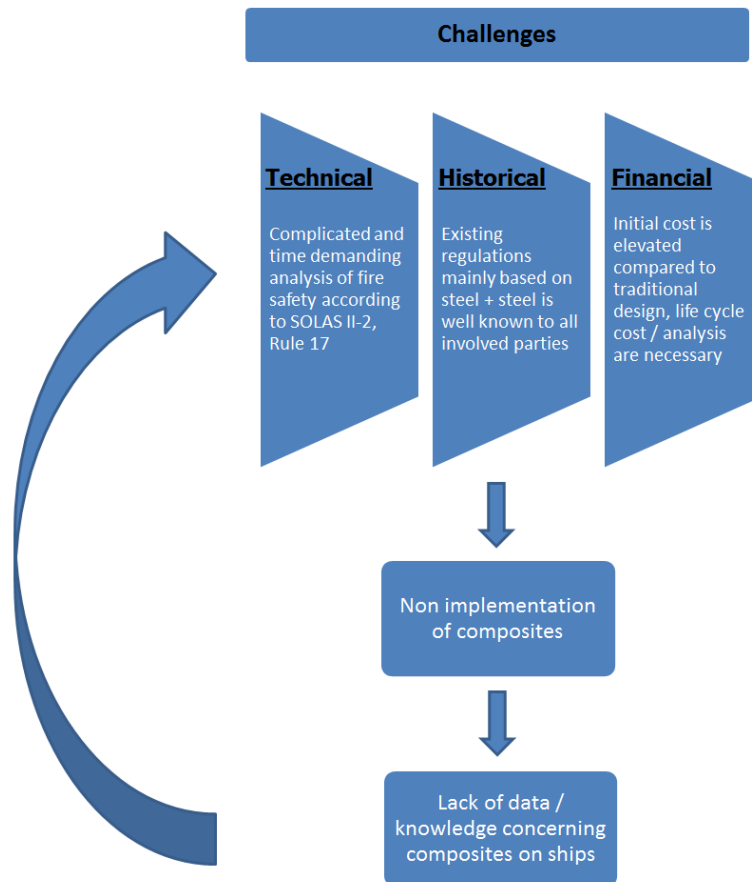 Challenges
Technical
Complicated and
time demanding
analysis of fire
safety according
to SOLAS II-2,
Rule 17
Historical
Existing
regulations
mainly based on
steel + steel is
well known to all
involved parties
Financial
Initial cost is
elevated
compared to
traditional
design, life cycle
cost / analysis
are necessary
Non implementation
of composites
Lack of data /
knowledge concerning
composites on ships